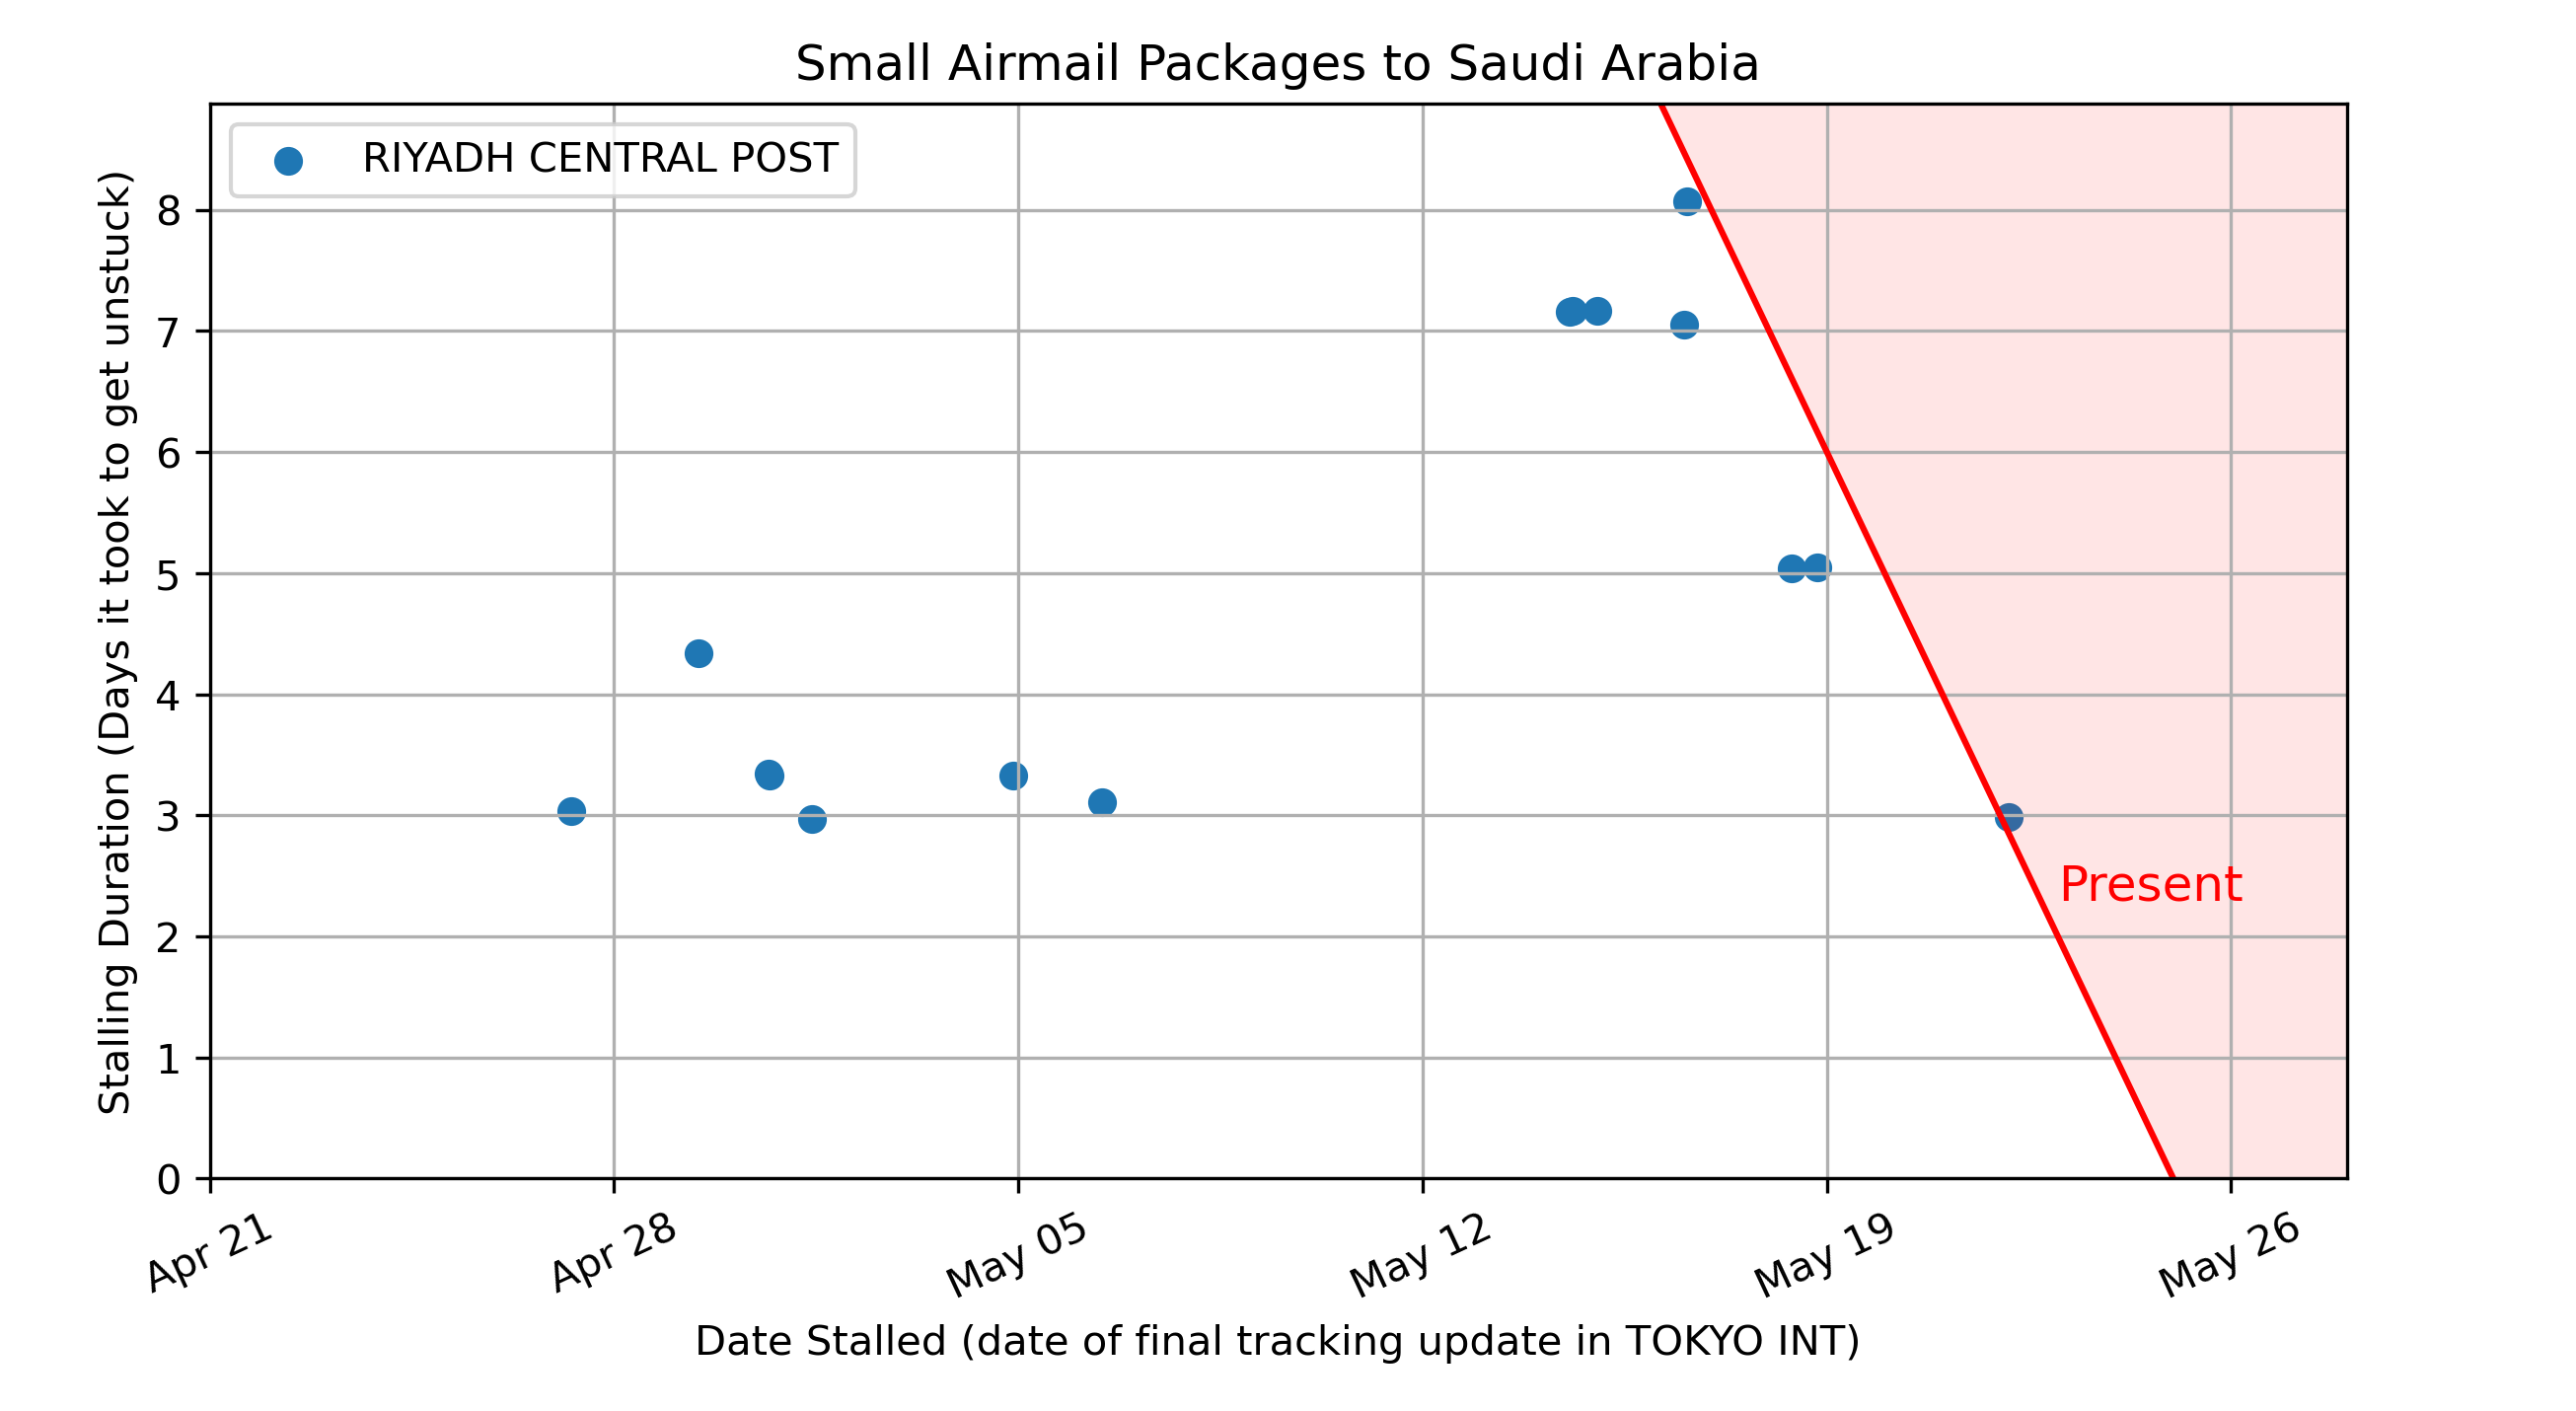 Small Airmail Packages to Saudi Arabia
RIYADH CENTRAL POST
Stalling Duration (Days it took to get unstuck)
8
7
6
5
4
3
2
1
0
Present
Apr 21
Apr 28
May 05
May 12
May 19
May 26
Date Stalled (date of final tracking update in TOKYO INT)